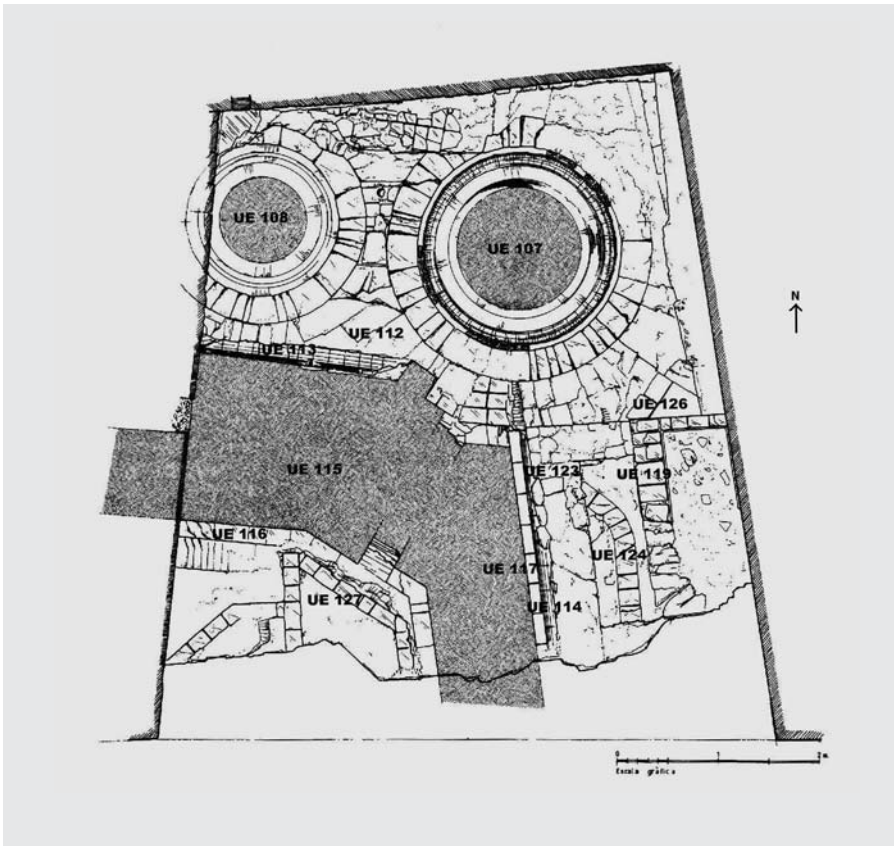 UE 108
UE 107
N
UE 112
UE 113
UE 126
UE 115
UE 123
UE 119
UE 116
UE 124
UE 117
UE 127
UE 114
0 1 2 m.
Escala gráfica